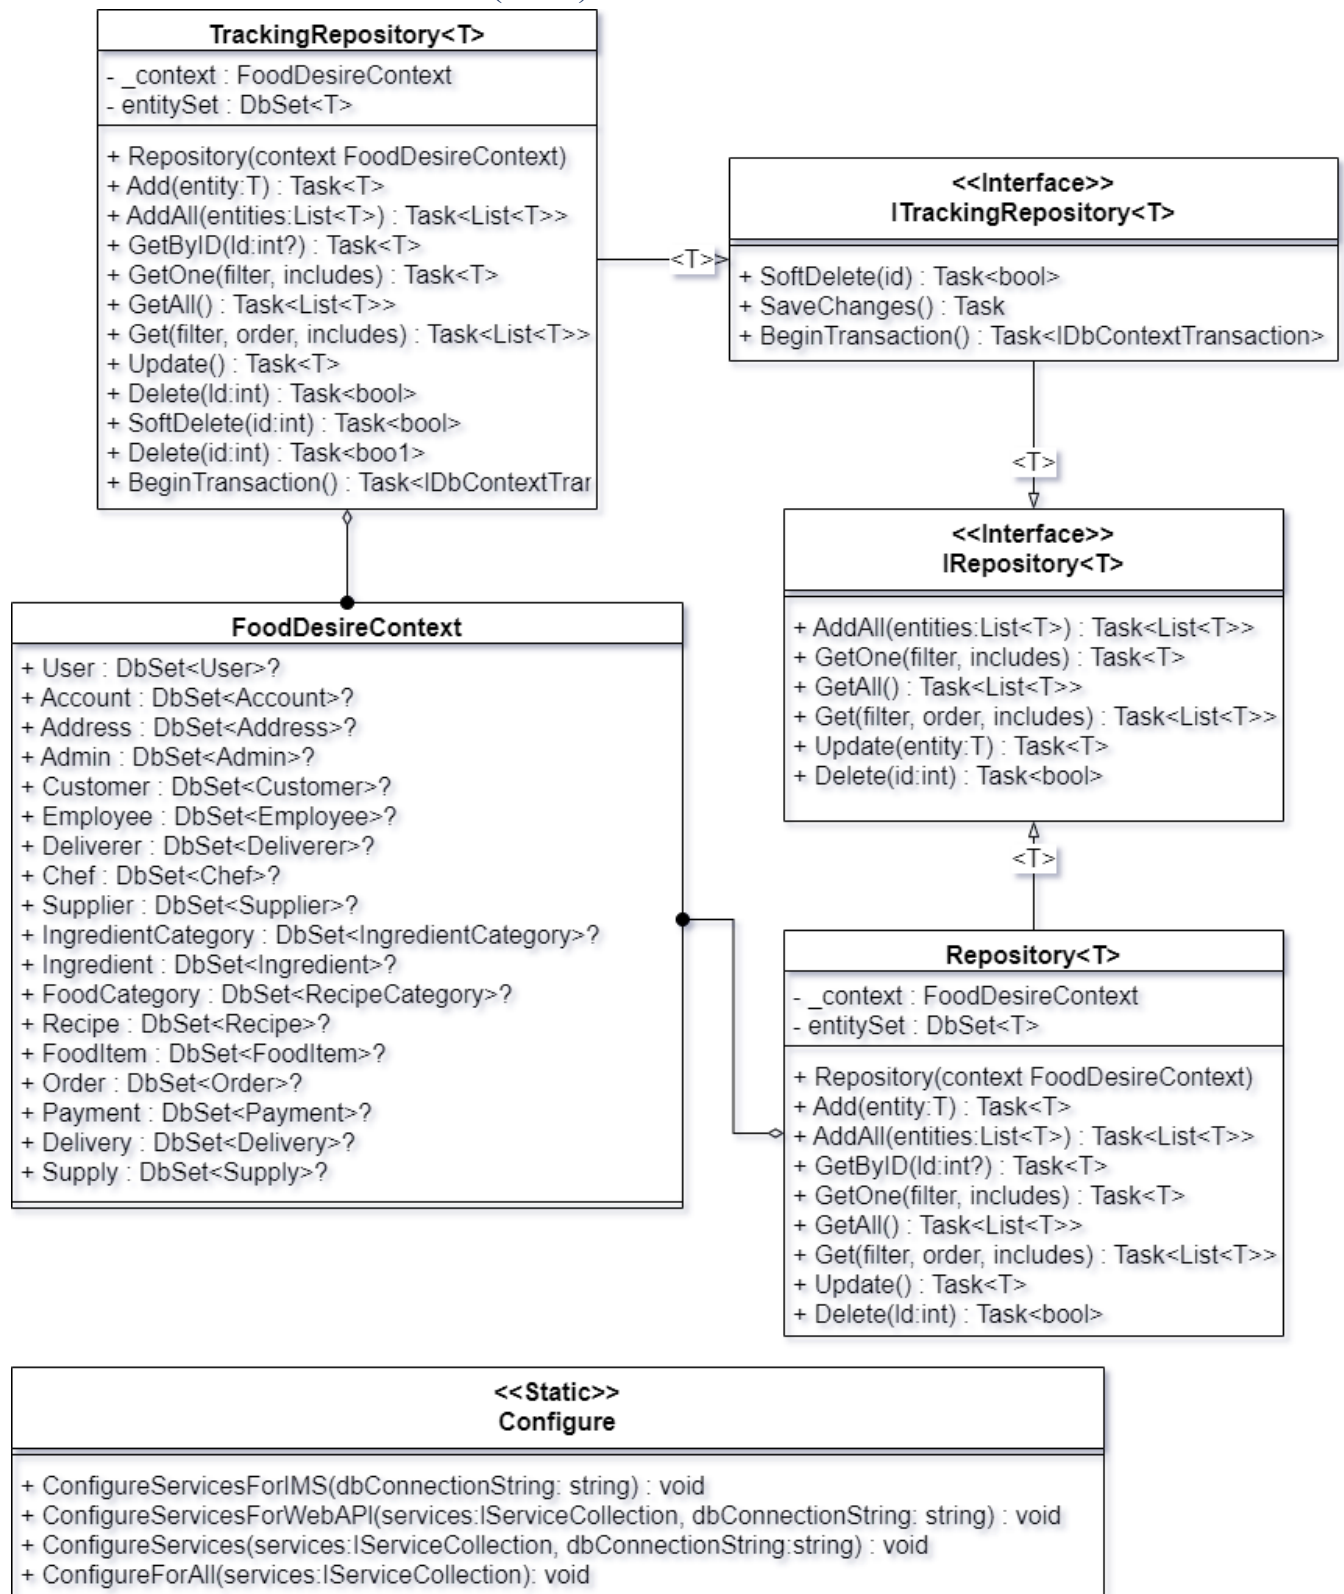 TrackingRepository<T>
- _context : FoodDesireContext
- entitySet : DbSet<T>
+ Repository(context FoodDesireContext)
+ Add(entity:T) : Task<T>
+ AddAll(entities:List<T>) : Task<List<T>>
+ GetByID(Id:int?) : Task<T>
+ GetOne(filter, includes) : Task<T>
+ GetAll() : Task<List<T>>
+ Get(filter, order, includes) : Task<List<T>>
+ Update() : Task<T>
+ Delete(Id:int) : Task<bool>
+ SoftDelete(id:int) : Task<bool>
+ Delete(id:int) : Task<boo1>
+ BeginTransaction() : Task<IDbContextTrar
<T>
<<Interface>>
ITrackingRepository<T>
+ SoftDelete(id) : Task<bool>
+ SaveChanges() : Task
+ BeginTransaction() : Task<IDbContextTransaction>
<T>
<<Interface>>
IRepository<T>
+ AddAll(entities:List<T>) : Task<List<T>>
+ GetOne(filter, includes) : Task<T>
+ GetAll() : Task<List<T>>
+ Get(filter, order, includes) : Task<List<T>>
+ Update(entity:T) : Task<T>
+ Delete(id:int) : Task<bool>
<T>
FoodDesireContext
+ User : DbSet<User>?
+ Account : DbSet<Account>?
+ Address : DbSet<Address>?
+ Admin : DbSet<Admin>?
+ Customer : DbSet<Customer>?
+ Employee : DbSet<Employee>?
+ Deliverer : DbSet<Deliverer>?
+ Chef : DbSet<Chef>?
+ Supplier : DbSet<Supplier>?
+ IngredientCategory : DbSet<IngredientCategory>?
+ Ingredient : DbSet<Ingredient>?
+ FoodCategory : DbSet<RecipeCategory>?
+ Recipe : DbSet<Recipe>?
+ FoodItem : DbSet<FoodItem>?
+ Order : DbSet<Order>?
+ Payment : DbSet<Payment>?
+ Delivery : DbSet<Delivery>?
+ Supply : DbSet<Supply>?
Repository<T>
- _context : FoodDesireContext
- entitySet : DbSet<T>
+ Repository(context FoodDesireContext)
+ Add(entity:T) : Task<T>
+ AddAll(entities:List<T>) : Task<List<T>>
+ GetByID(Id:int?) : Task<T>
+ GetOne(filter, includes) : Task<T>
+ GetAll() : Task<List<T>>
+ Get(filter, order, includes) : Task<List<T>>
+ Update() : Task<T>
+ Delete(Id:int) : Task<bool>
<<Static>>
Configure
+ ConfigureServicesForIMS(dbConnectionString: string) : void
+ ConfigureServicesForWebAPI(services:IServiceCollection, dbConnectionString: string) : void
+ ConfigureServices(services:IServiceCollection, dbConnectionString:string) : void
+ ConfigureForAll(services:IServiceCollection): void